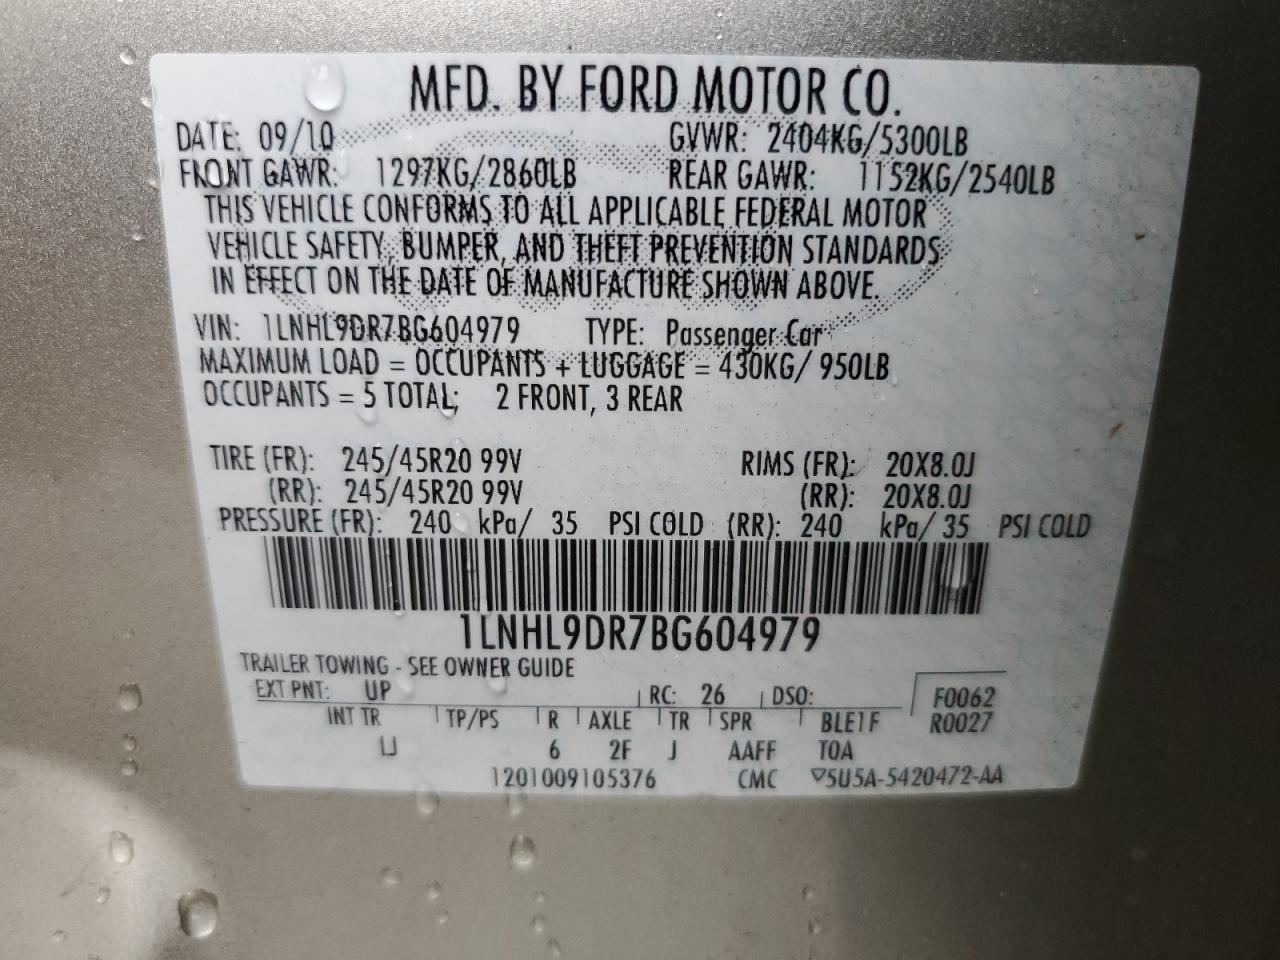 MFD. BY FORD MOTOR CO.
DATE: 09/10 GVWR: 2404KG/5300LB
FRONT GAWR: 1297KG/2860LB REAR GAWR: 1152KG/2540LB
THIS VEHICLE CONFORMS TO ALL APPLICABLE FEDERAL MOTOR
VEHICLE SAFETY, BUMPER, AND THEFT PREVENTION STANDARDS
IN EFFECT ON THE DATE OF MANUFACTURE SHOWN ABOVE.
VIN: 1LNHL9DR7BG604979 TYPE: Passenger Car
MAXIMUM LOAD = OCCUPANTS + LUGGAGE = 430KG/ 950LB
OCCUPANTS = 5 TOTAL; 2 FRONT, 3 REAR
TIRE (FR): 245/45R20 99V RIMS (FR): 20X8.0J
(RR): 245/45R20 99V (RR): 20X8.0J
PRESSURE (FR): 240 kPa/ 35 PSI COLD (RR): 240 kPa/ 35 PSI COLD
1LNHL9DR7BG604979
TRAILER TOWING - SEE OWNER GUIDE
EXT PNT: UP RC: 26 DSO: F0062
INT TR TP/PS R AXLE TR SPR BLE1F R0027
LJ 6 2F J AAFF TOA
1201009105376 CMC ▽5U5A-5420472-AA